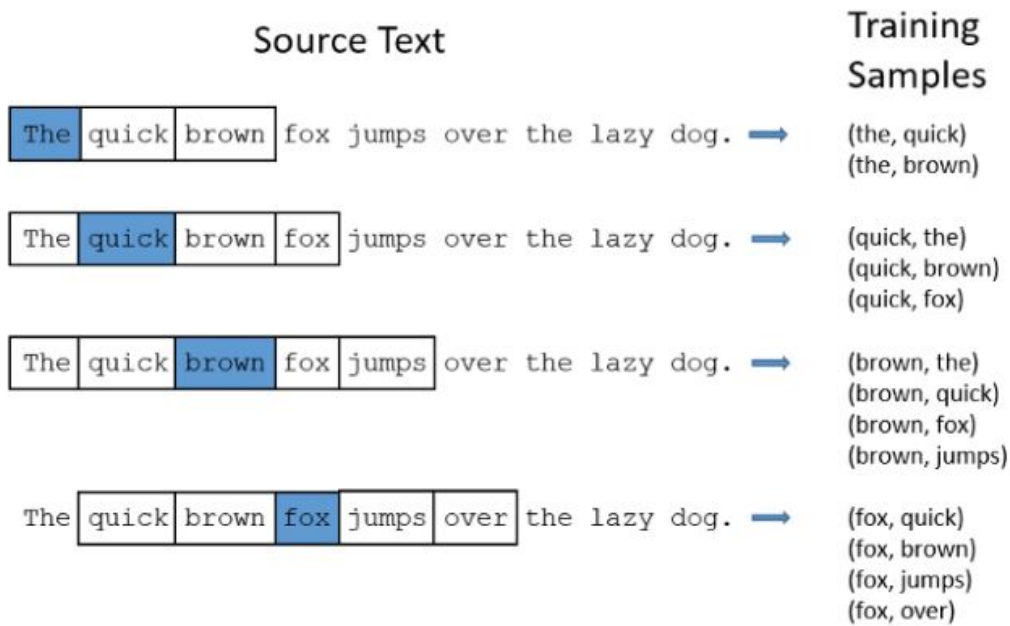 Source Text
Training
Samples
The quick brown fox jumps over the lazy dog.
(the, quick)
(the, brown)
The quick brown fox jumps over the lazy dog.
(quick, the)
(quick, brown)
(quick, fox)
The quick brown fox jumps over the lazy dog.
(brown, the)
(brown, quick)
(brown, fox)
(brown, jumps)
The quick brown fox jumps over the lazy dog.
(fox, quick)
(fox, brown)
(fox, jumps)
(fox, over)